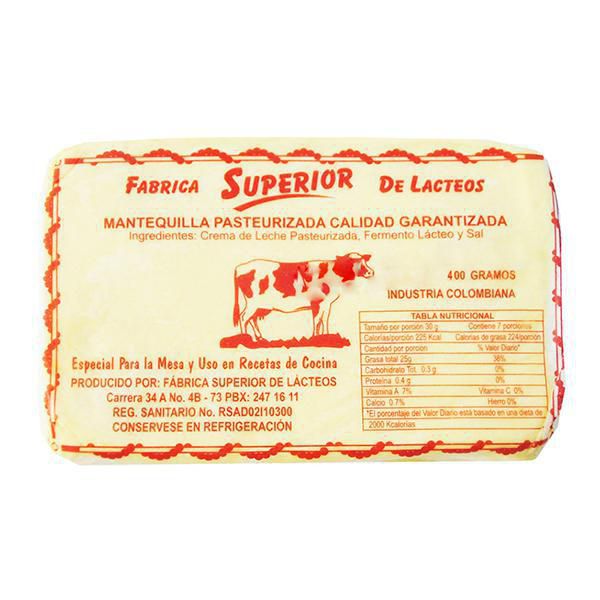 FABRICA SUPERIOR DE LACTEOS
MANTEQUILLA PASTEURIZADA CALIDAD GARANTIZADA
Ingredientes: Crema de Leche Pasteurizada, Fermento Lácteo y Sal
400 GRAMOS
INDUSTRIA COLOMBIANA
TABLA NUTRICIONAL
Tamaño por porción 30 g Contiene 7 porciones
Calorías/porción 225 Kcal Calorías de grasa 224/porción
Cantidad por porción % Valor Diario*
Grasa total 25g 38%
Carbohidrato Tot. 0.3 g 0%
Proteína 0.4 g 0%
Vitamina A 7% Vitamina C 0%
Calcio 0.7% Hierro 0%
*El porcentaje del Valor Diario está basado en una dieta de
2000 Kcalorías
Especial Para la Mesa y Uso en Recetas de Cocina
PRODUCIDO POR: FÁBRICA SUPERIOR DE LÁCTEOS
Carrera 34 A No. 4B - 73 PBX: 247 16 11
REG. SANITARIO No. RSAD02I10300
CONSERVESE EN REFRIGERACIÓN